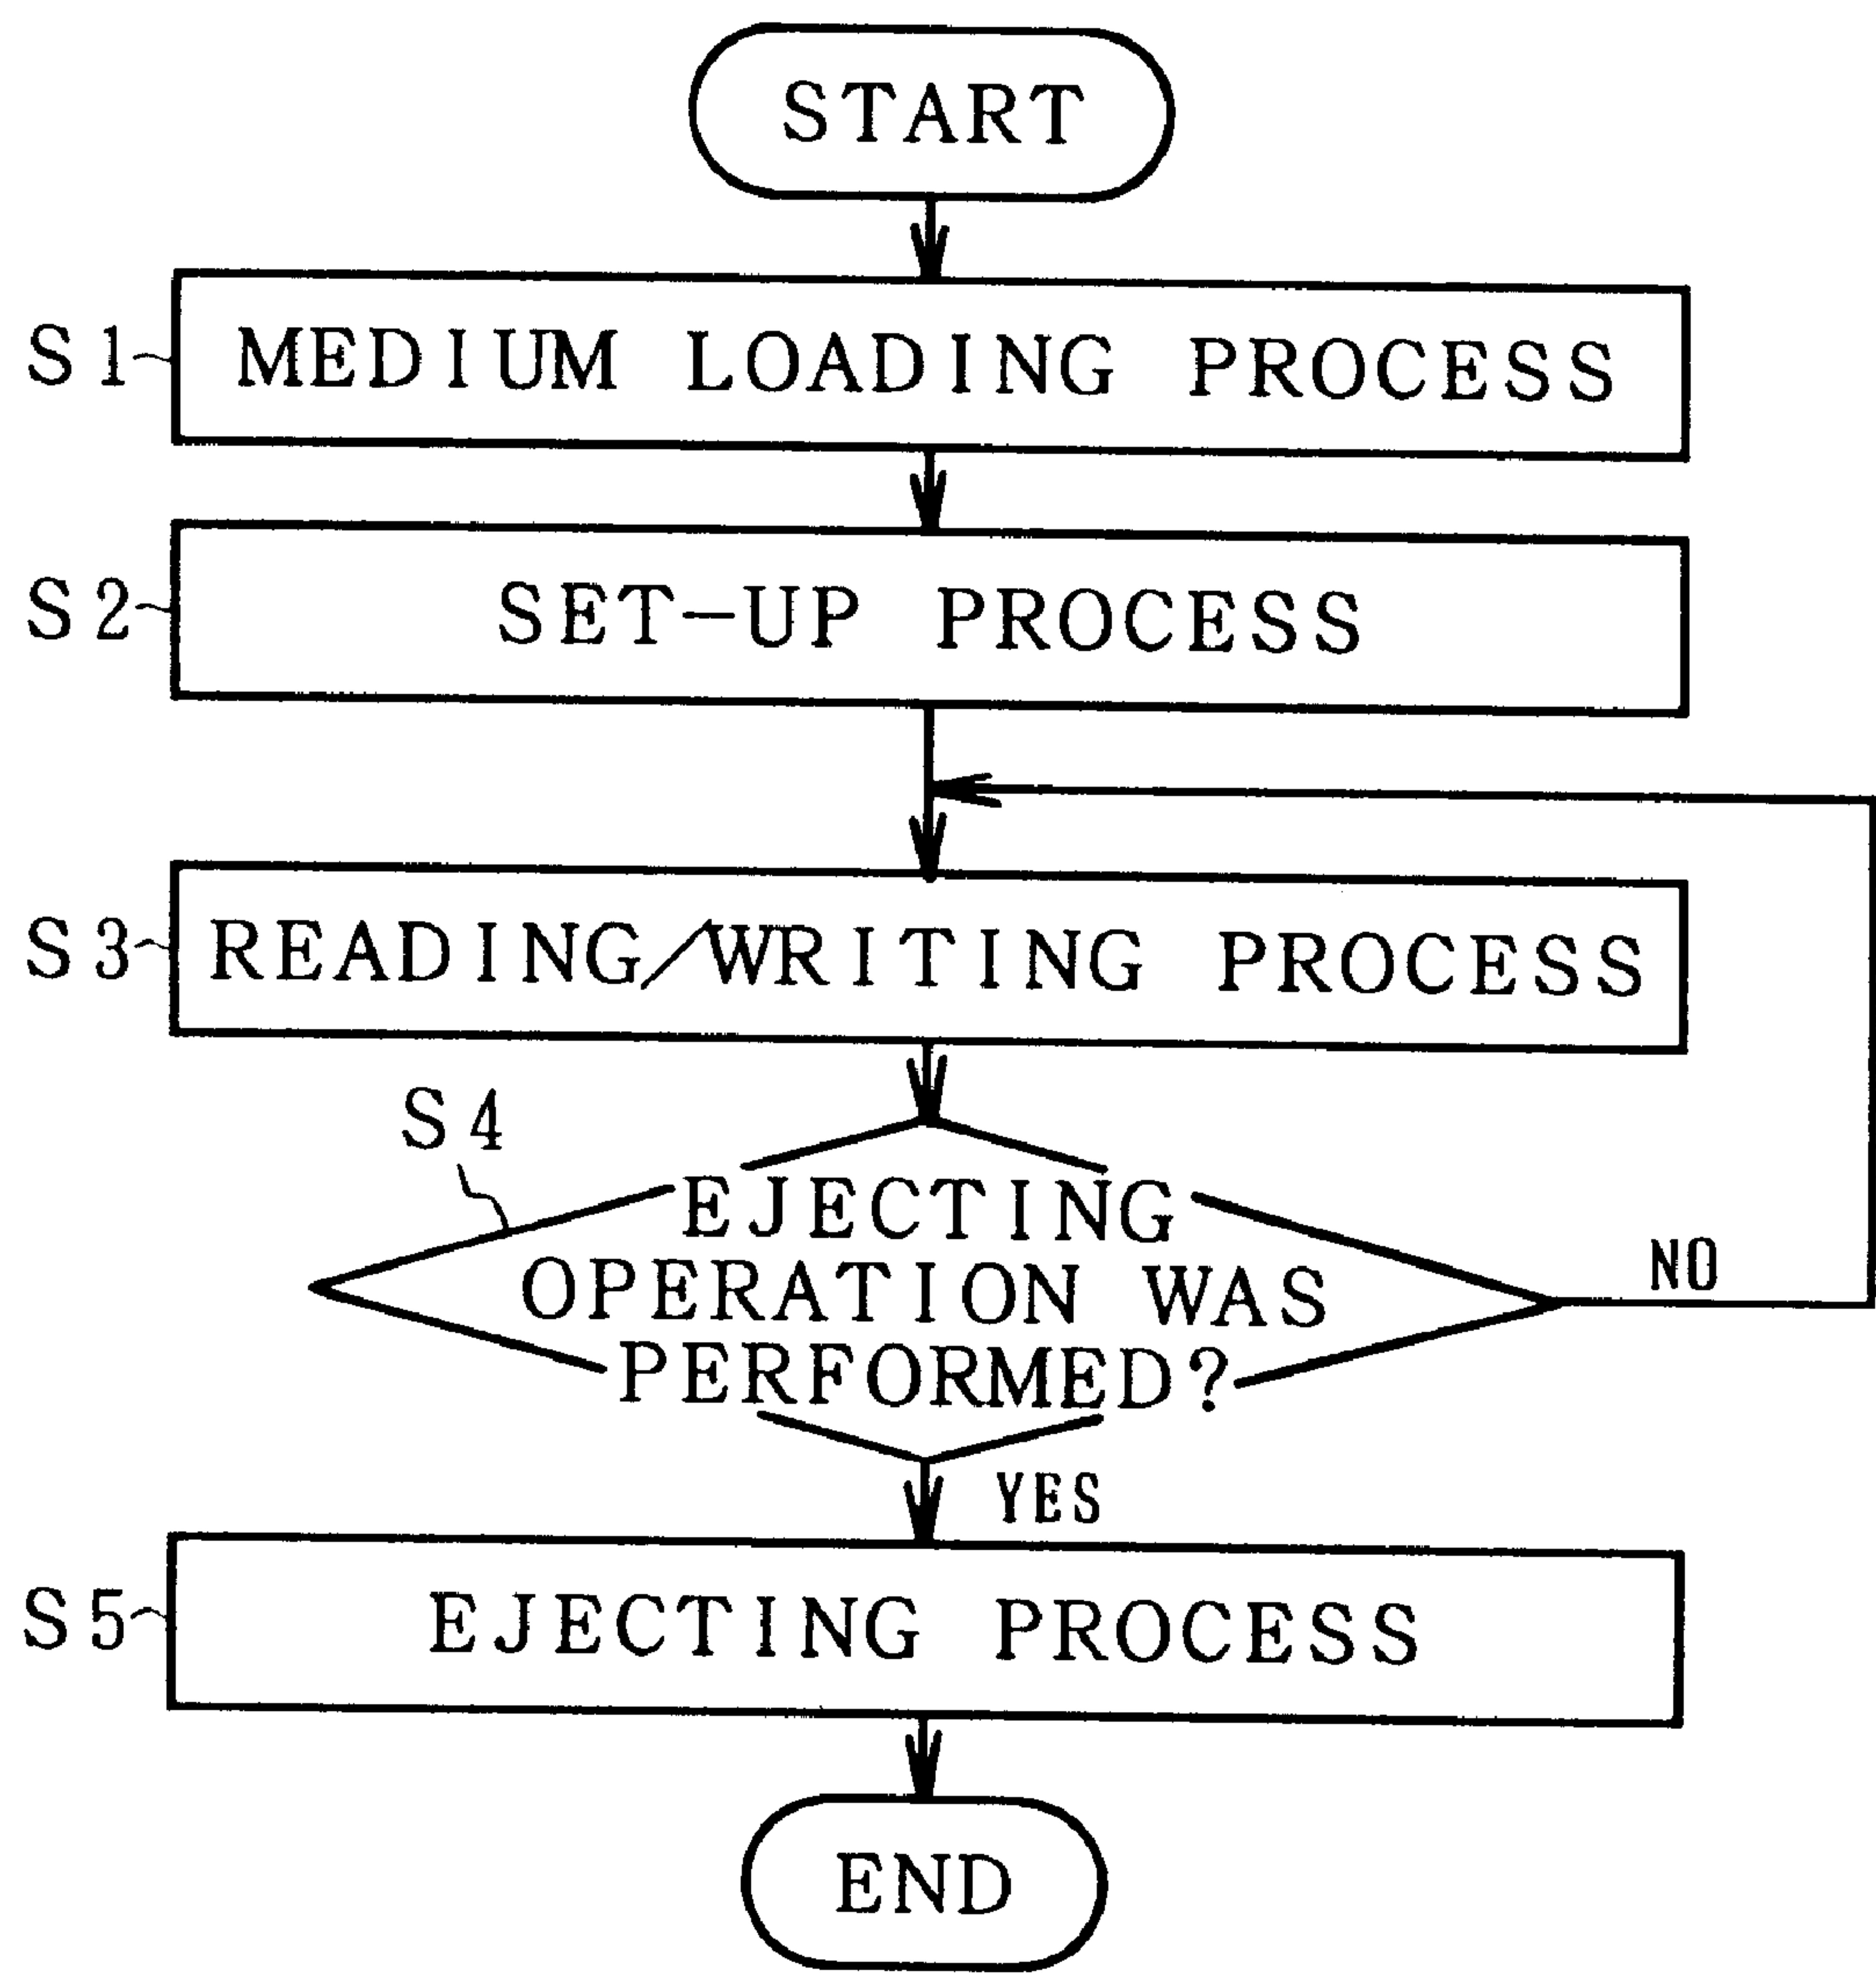 START
S1 MEDIUM LOADING PROCESS
S2 SET-UP PROCESS
S3 READING/WRITING PROCESS
S4
EJECTING
OPERATION WAS
PERFORMED?
NO
YES
S5 EJECTING PROCESS
END